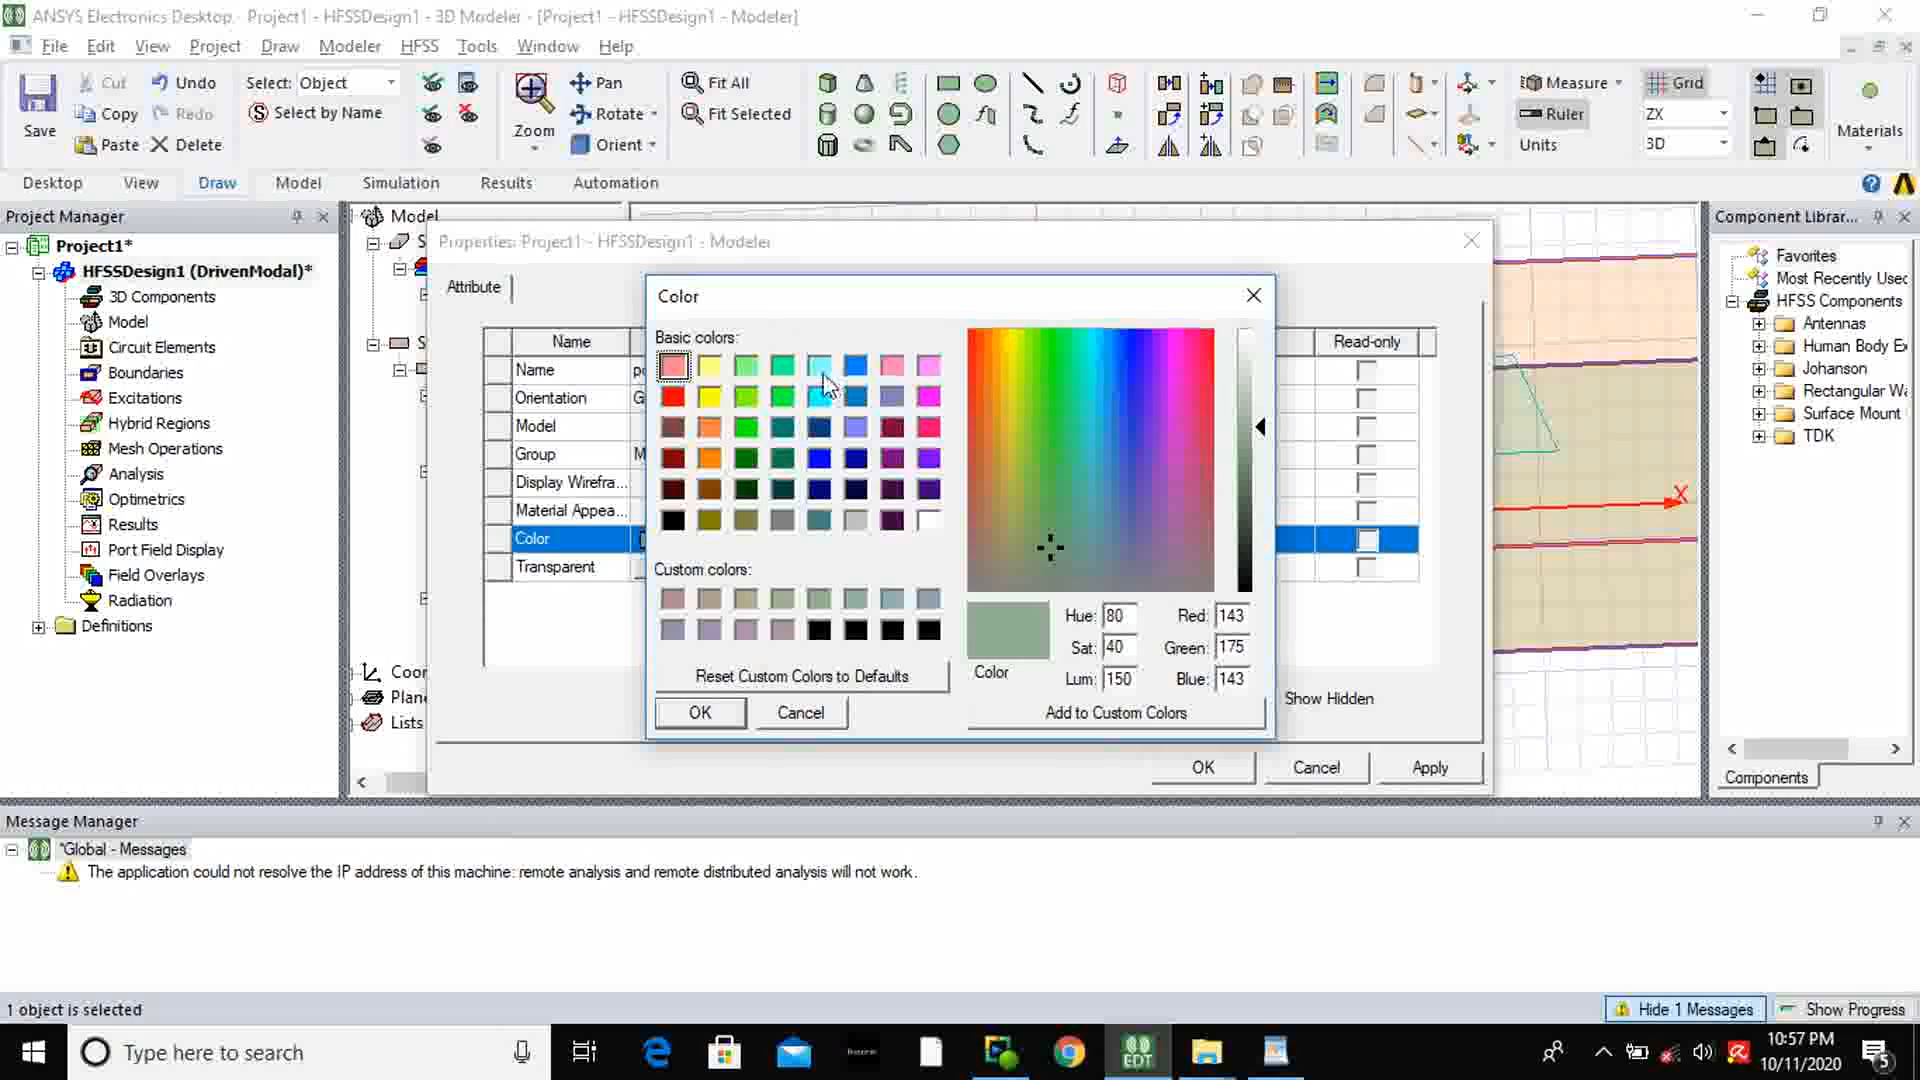 ANSYS Electronics Desktop - Project1 - HFSSDesign1 - 3D Modeler - [Project1 - HFSSDesign1 - Modeler]
File Edit View Project Draw Modeler HFSS Tools Window Help
Save
Cut
Copy
Paste
Undo
Redo
Delete
Select: Object
Select by Name
Zoom
Pan
Rotate
Orient
Fit All
Fit Selected
Measure
Ruler
Units
Grid
ZX
3D
Materials
Desktop View Draw Model Simulation Results Automation
Project Manager
Project1*
HFSSDesign1 (DrivenModal)*
3D Components
Model
Circuit Elements
Boundaries
Excitations
Hybrid Regions
Mesh Operations
Analysis
Optimetrics
Results
Port Field Display
Field Overlays
Radiation
Definitions
Model
S
S
Coor
Plane
Lists
Properties: Project1 - HFSSDesign1 - Modeler
Attribute
Name Read-only
Name po
Orientation G
Model
Group M
Display Wirefra...
Material Appea...
Color
Transparent
Show Hidden
OK Cancel Apply
Color
Basic colors:
Custom colors:
Reset Custom Colors to Defaults
OK Cancel
Color
Hue: 80 Red: 143
Sat: 40 Green: 175
Lum: 150 Blue: 143
Add to Custom Colors
X
Component Librar...
Favorites
Most Recently Used
HFSS Components
Antennas
Human Body Ex
Johanson
Rectangular Wa
Surface Mount
TDK
Components
Message Manager
*Global - Messages
The application could not resolve the IP address of this machine: remote analysis and remote distributed analysis will not work.
1 object is selected
Hide 1 Messages Show Progress
Type here to search
EDT
10:57 PM
10/11/2020
5